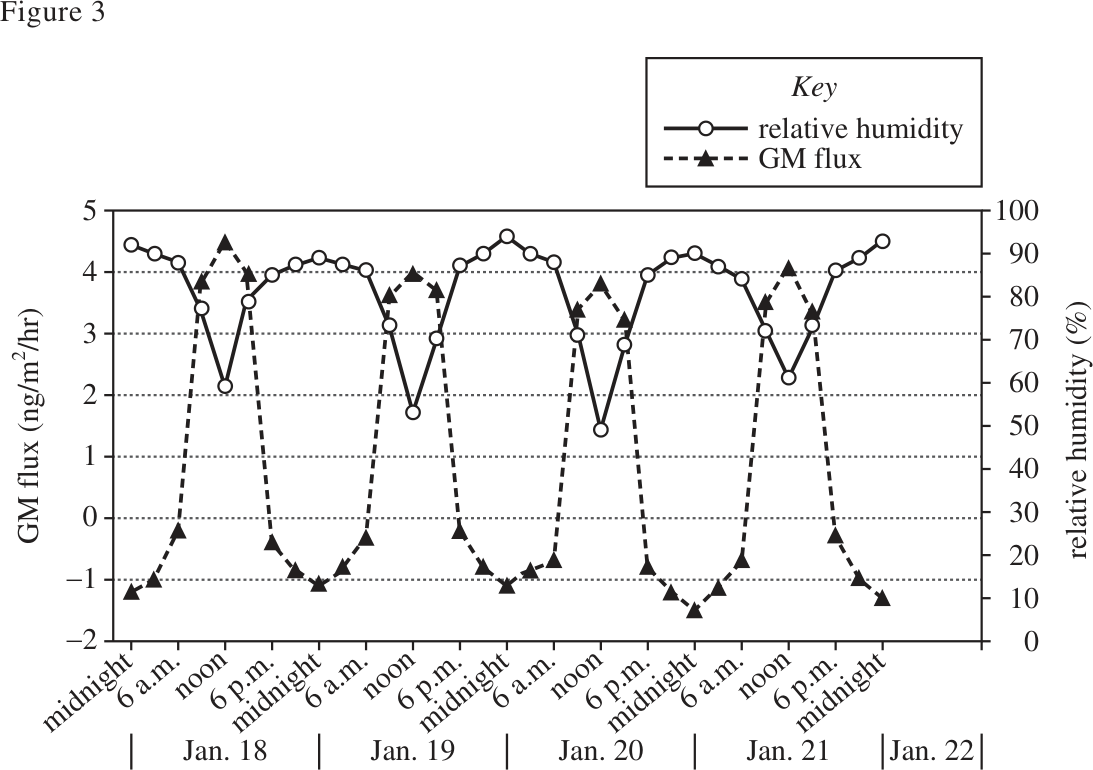 Figure 3
Key
relative humidity
GM flux
5
4
3
2
1
0
−1
−2
GM flux (ng/m²/hr)
100
90
80
70
60
50
40
30
20
10
0
relative humidity (%)
midnight
6 a.m.
noon
6 p.m.
midnight
6 a.m.
noon
6 p.m.
midnight
6 a.m.
noon
6 p.m.
midnight
6 a.m.
noon
6 p.m.
midnight
Jan. 18
Jan. 19
Jan. 20
Jan. 21
Jan. 22